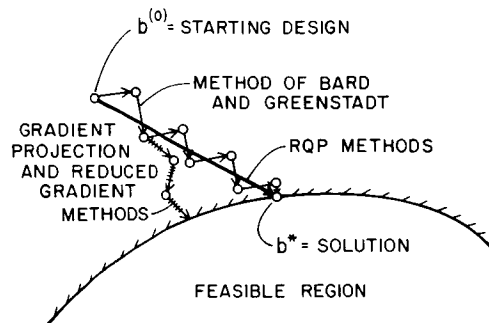 b(0) = STARTING DESIGN
METHOD OF BARD
AND GREENSTADT
GRADIENT
PROJECTION
AND REDUCED
GRADIENT
METHODS
RQP METHODS
b* = SOLUTION
FEASIBLE REGION